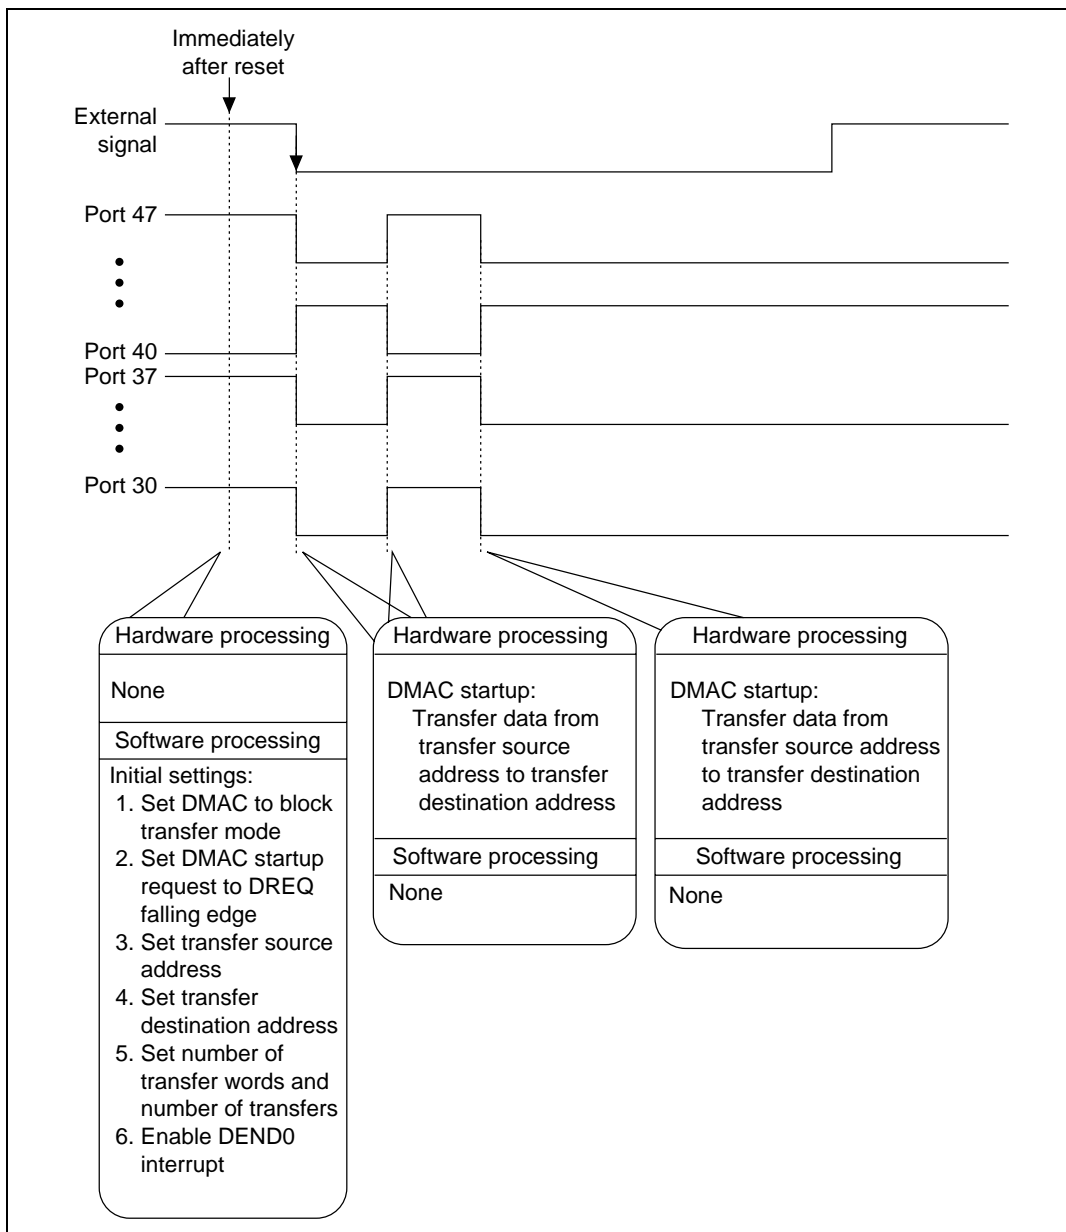 Immediately
after reset
External
signal
Port 47
Port 40
Port 37
Port 30
Hardware processing
None
Software processing
Initial settings:
1. Set DMAC to block
transfer mode
2. Set DMAC startup
request to DREQ
falling edge
3. Set transfer source
address
4. Set transfer
destination address
5. Set number of
transfer words and
number of transfers
6. Enable DEND0
interrupt
Hardware processing
DMAC startup:
Transfer data from
transfer source
address to transfer
destination address
Software processing
None
Hardware processing
DMAC startup:
Transfer data from
transfer source address
to transfer destination
address
Software processing
None